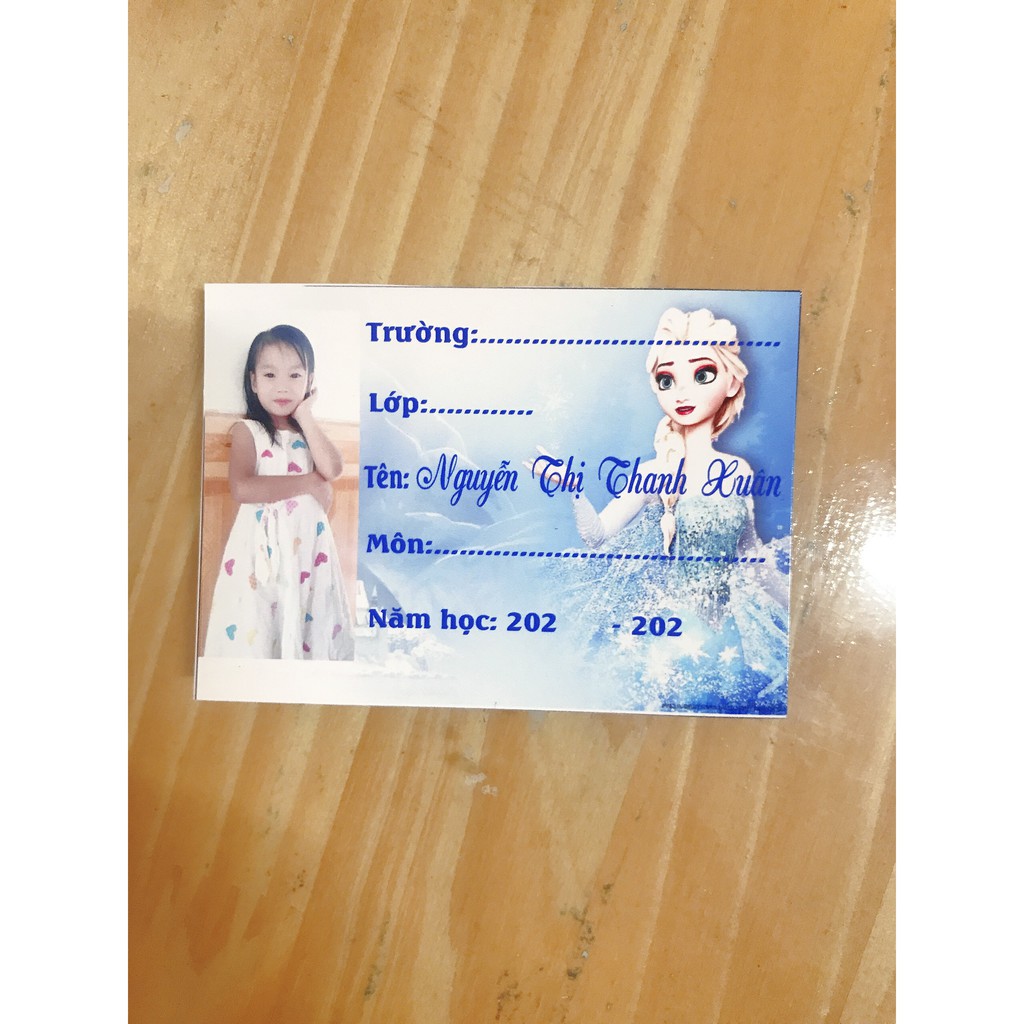 Trường:..................................
Lớp:............
Tên: Nguyễn Thị Thanh Xuân
Môn:......................................
Năm học: 202 - 202